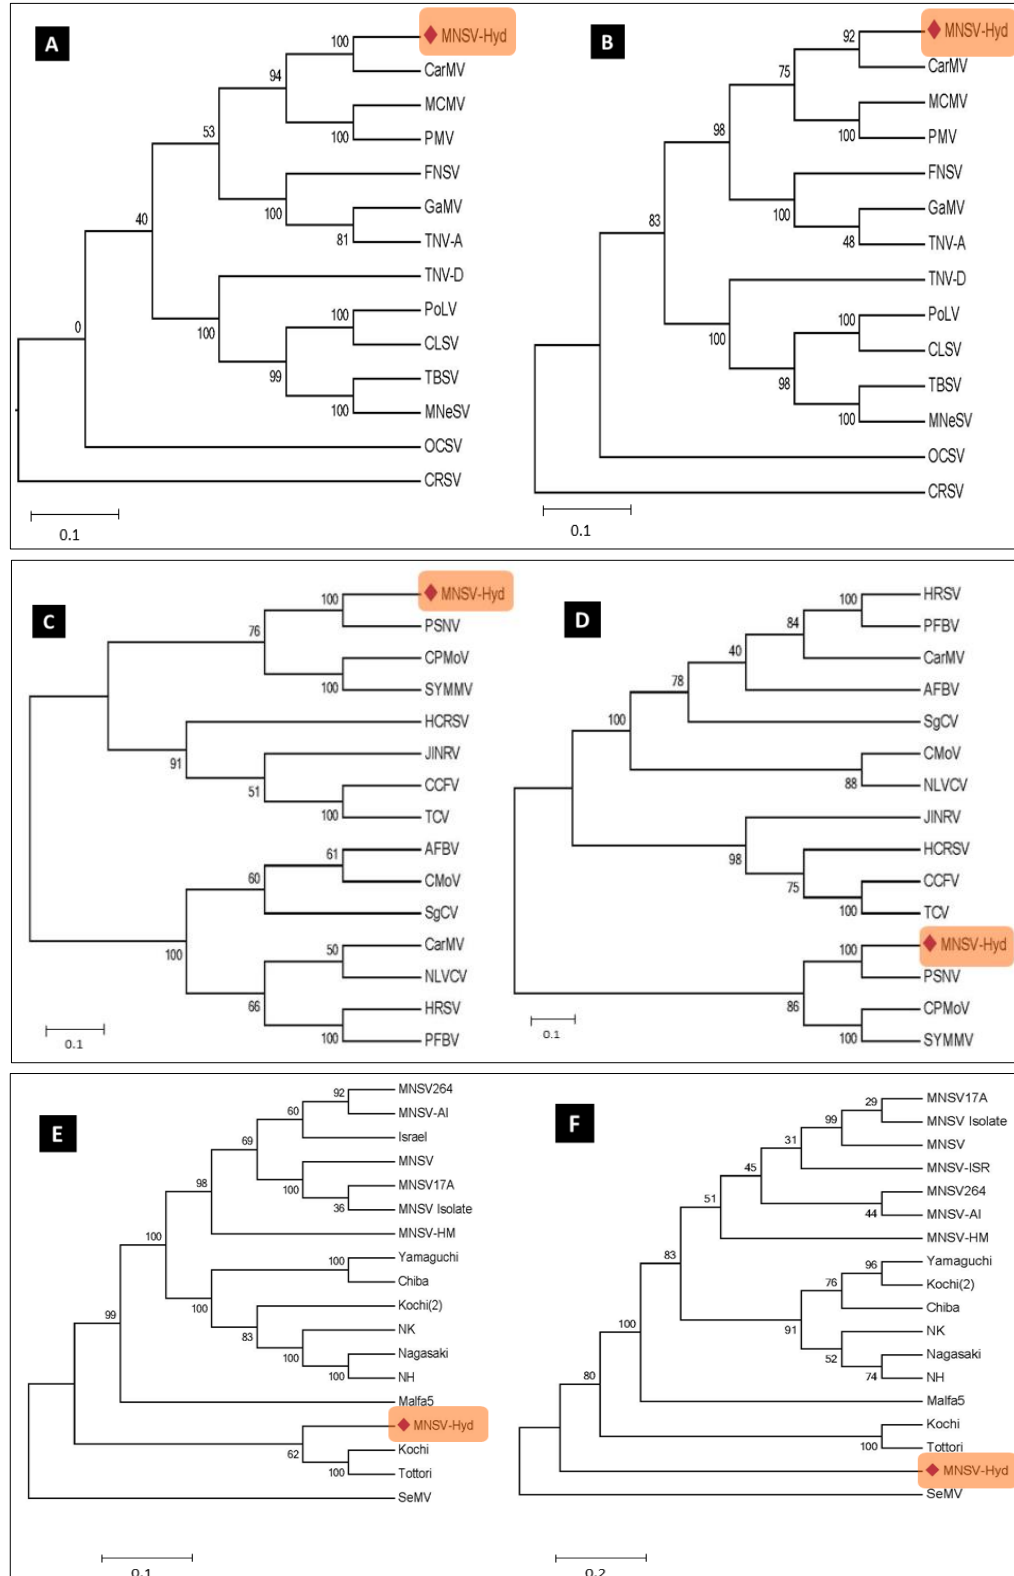 A
100
MNSV-Hyd
CarMV
94
MCMV
100
PMV
53
FNSV
100
GaMV
81
TNV-A
40
TNV-D
100
PoLV
100
CLSV
99
TBSV
100
MNeSV
0
OCSV
CRSV
0.1
B
92
MNSV-Hyd
CarMV
75
MCMV
100
PMV
98
FNSV
100
GaMV
48
TNV-A
83
TNV-D
100
PoLV
100
CLSV
98
TBSV
100
MNeSV
OCSV
CRSV
0.1
C
100
MNSV-Hyd
PSNV
76
CPMoV
100
SYMMV
HCRSV
91
JINRV
51
CCFV
100
TCV
AFBV
61
CMoV
60
SgCV
100
CarMV
50
NLVCV
66
HRSV
100
PFBV
0.1
D
100
HRSV
PFBV
84
CarMV
40
AFBV
78
SgCV
100
CMoV
88
NLVCV
JINRV
98
HCRSV
75
CCFV
100
TCV
MNSV-Hyd
100
PSNV
86
CPMoV
100
SYMMV
0.1
E
92
MNSV264
MNSV-AI
60
Israel
69
MNSV
100
MNSV17A
36
MNSV Isolate
98
MNSV-HM
100
Yamaguchi
100
Chiba
100
Kochi(2)
83
NK
100
Nagasaki
100
NH
99
Malfa5
MNSV-Hyd
62
Kochi
100
Tottori
SeMV
0.1
F
29
MNSV17A
MNSV Isolate
99
MNSV
31
MNSV-ISR
45
MNSV264
44
MNSV-AI
51
MNSV-HM
83
Yamaguchi
96
Kochi(2)
76
Chiba
91
NK
52
Nagasaki
74
NH
100
Malfa5
80
Kochi
100
Tottori
MNSV-Hyd
SeMV
0.2